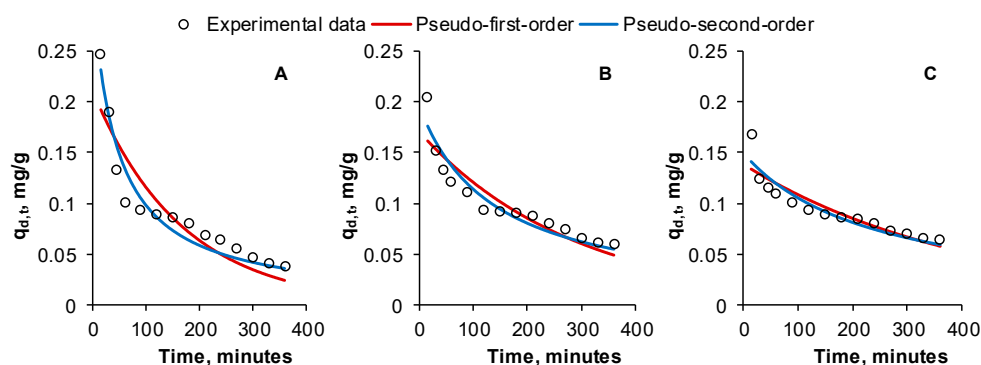 Experimental data Pseudo-first-order Pseudo-second-order
A
0.25
0.2
0.15
0.1
0.05
0
q_d,t, mg/g
0 100 200 300 400
Time, minutes
B
0.25
0.2
0.15
0.1
0.05
0
q_d,t, mg/g
0 100 200 300 400
Time, minutes
C
0.25
0.2
0.15
0.1
0.05
0
q_d,t, mg/g
0 100 200 300 400
Time, minutes